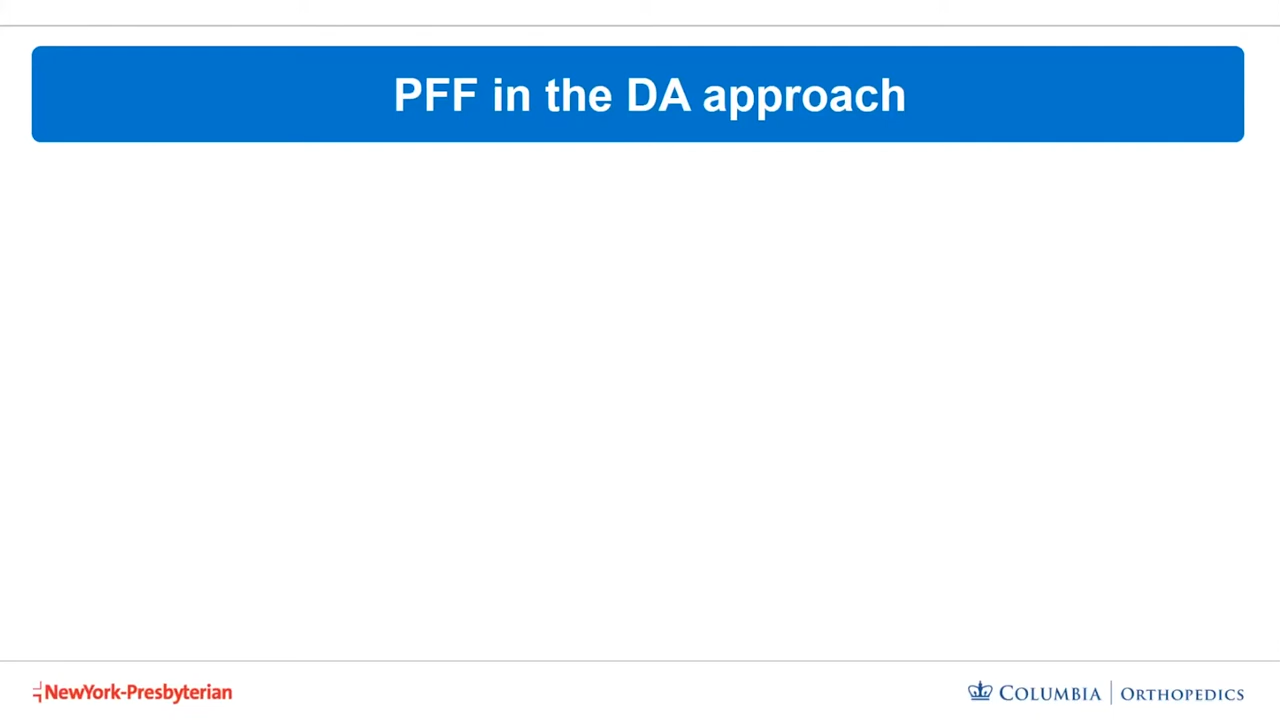 PFF in the DA approach
NewYork-Presbyterian
COLUMBIA | ORTHOPEDICS